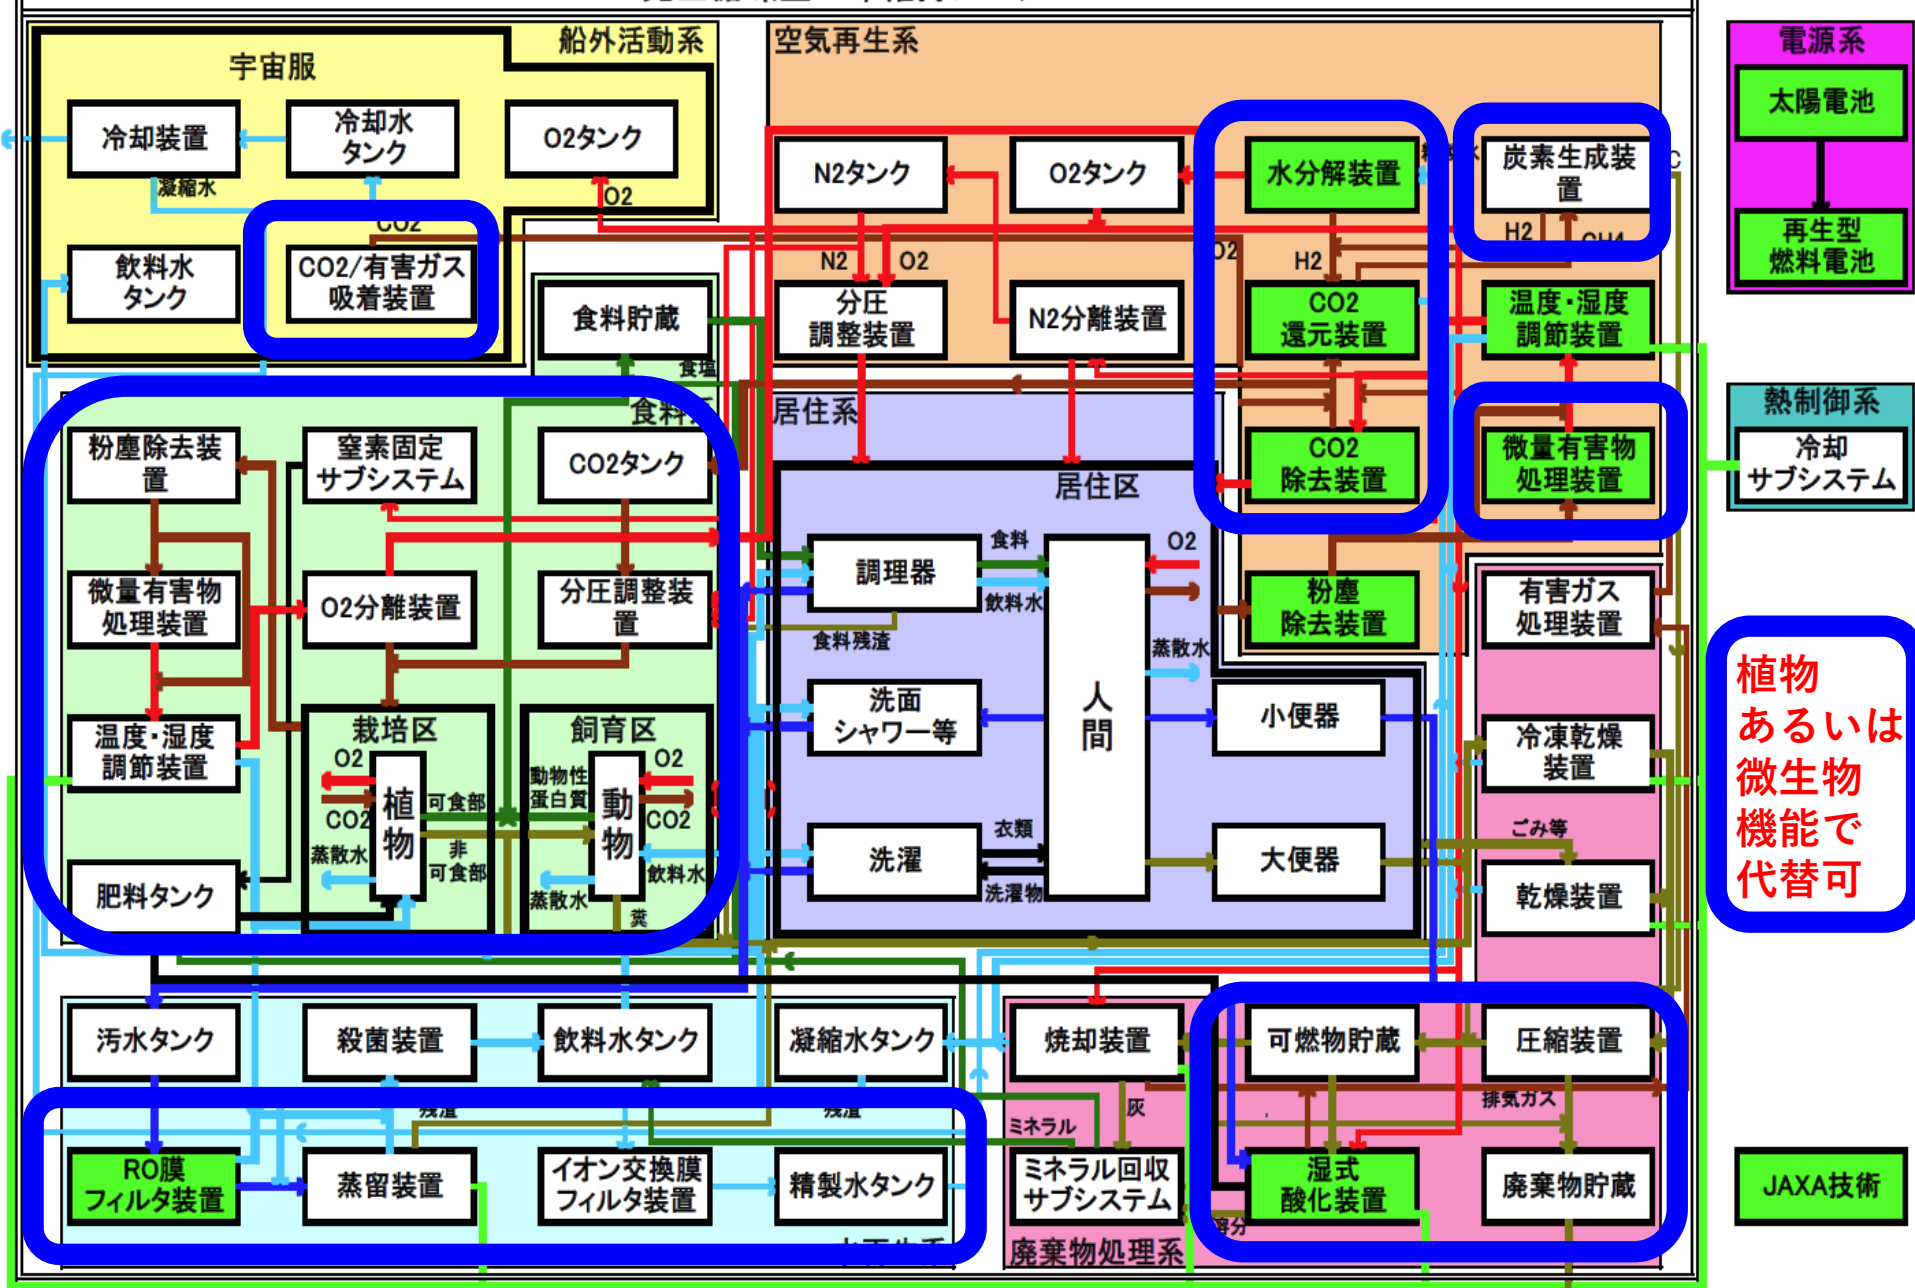 船外活動系
宇宙服
冷却装置
冷却水
タンク
O2タンク
凝縮水
O2
CO2
飲料水
タンク
CO2/有害ガス
吸着装置
空気再生系
N2タンク
O2タンク
水分解装置
炭素生成装
置
C
N2
O2
O2
H2
H2
CH4
分圧
調整装置
N2分離装置
CO2
還元装置
温度・湿度
調節装置
CO2
除去装置
微量有害物
処理装置
粉塵
除去装置
電源系
太陽電池
再生型
燃料電池
熱制御系
冷却
サブシステム
食料貯蔵
食塩
食料系
粉塵除去装
置
窒素固定
サブシステム
CO2タンク
微量有害物
処理装置
O2分離装置
分圧調整装
置
温度・湿度
調節装置
栽培区
O2
CO2
植物
可食部
非
可食部
蒸散水
飼育区
動物性
蛋白質
動物
O2
CO2
飲料水
蒸散水
糞
肥料タンク
居住系
居住区
調理器
食料
飲料水
食料残渣
人間
O2
蒸散水
洗面
シャワー等
小便器
洗濯
衣類
洗濯物
大便器
有害ガス
処理装置
冷凍乾燥
装置
ごみ等
乾燥装置
植物
あるいは
微生物
機能で
代替可
汚水タンク
殺菌装置
飲料水タンク
凝縮水タンク
残渣
残渣
RO膜
フィルタ装置
蒸留装置
イオン交換膜
フィルタ装置
精製水タンク
焼却装置
可燃物貯蔵
圧縮装置
灰
排気ガス
ミネラル
ミネラル回収
サブシステム
湿式
酸化装置
廃棄物貯蔵
溶分
廃棄物処理系
JAXA技術